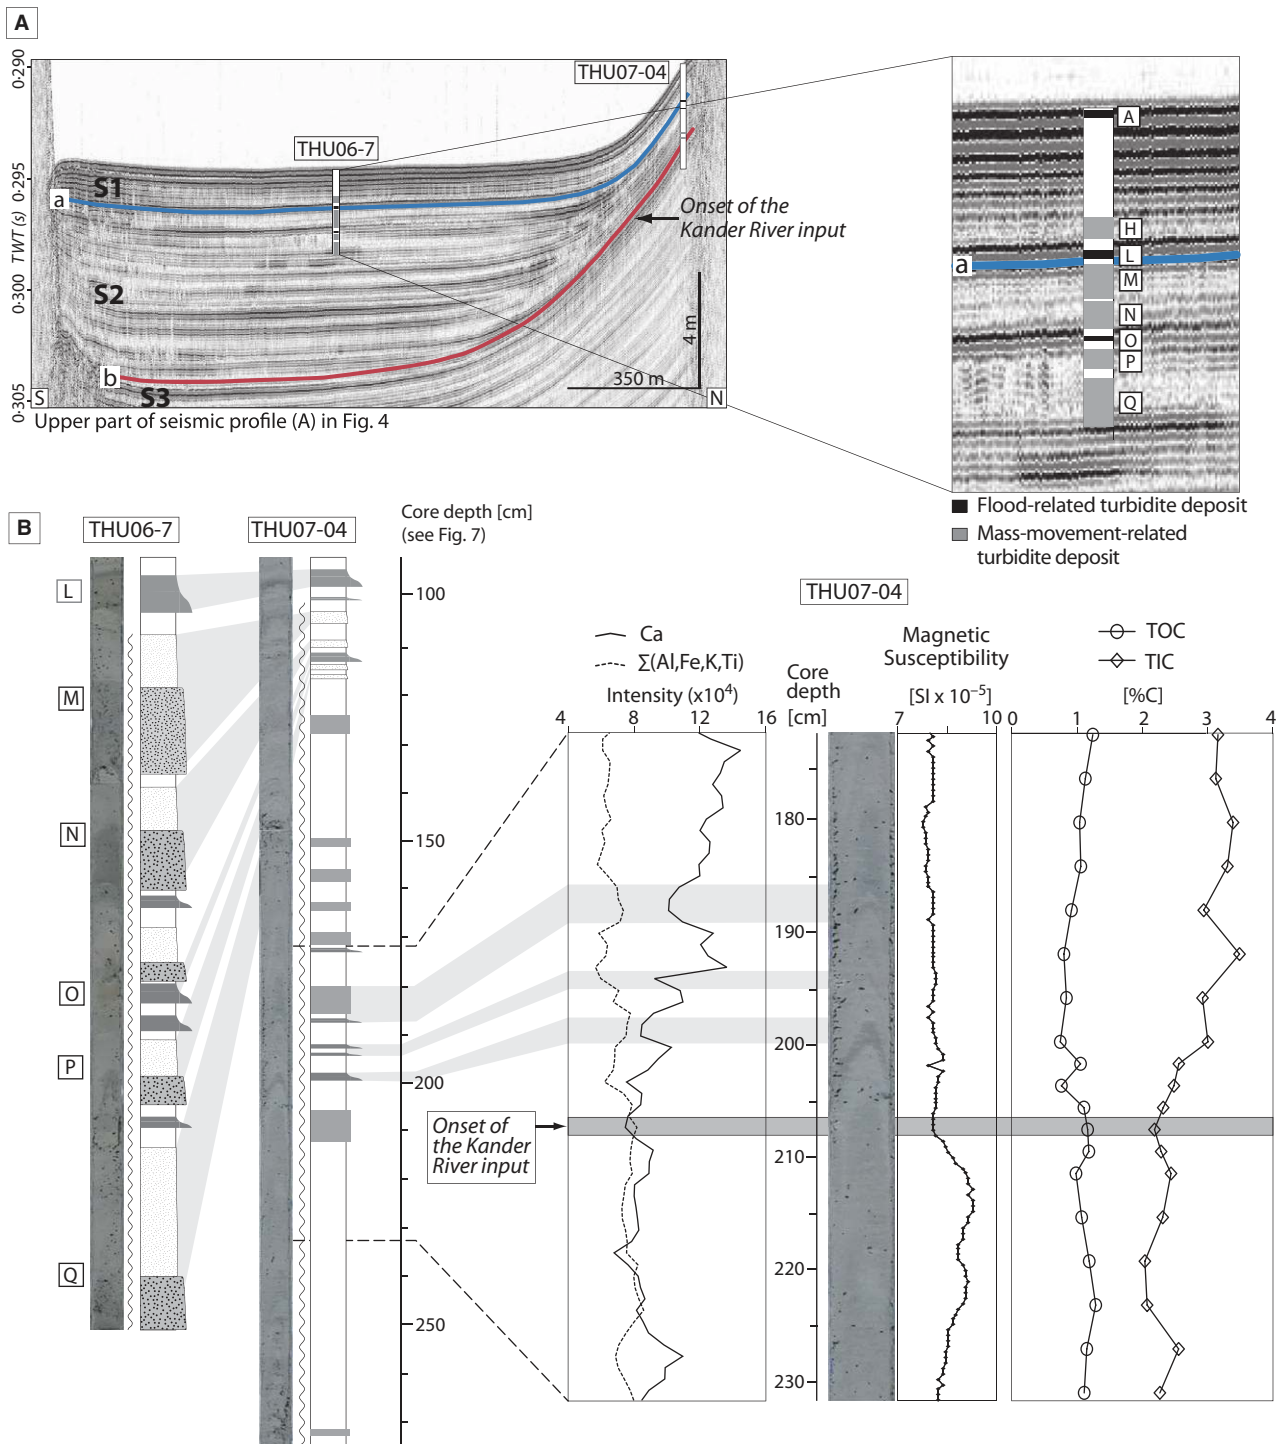 A
0·290
0·295
TWT (s)
0·300
0·305
THU07-04
THU06-7
S1
a
S2
b
S3
Onset of the
Kander River input
4 m
350 m
S
N
Upper part of seismic profile (A) in Fig. 4
A
H
L
a
M
N
O
P
Q
Flood-related turbidite deposit
Mass-movement-related
turbidite deposit
B
THU06-7
THU07-04
Core depth [cm]
(see Fig. 7)
L
M
N
O
P
Q
100
150
200
250
Onset of
the Kander
River input
THU07-04
Ca
∑(Al,Fe,K,Ti)
Intensity (x10⁴)
4 8 12 16
Core
depth
[cm]
180
190
200
210
220
230
Magnetic
Susceptibility
[SI x 10⁻⁵]
7 10
TOC
TIC
[%C]
0 1 2 3 4